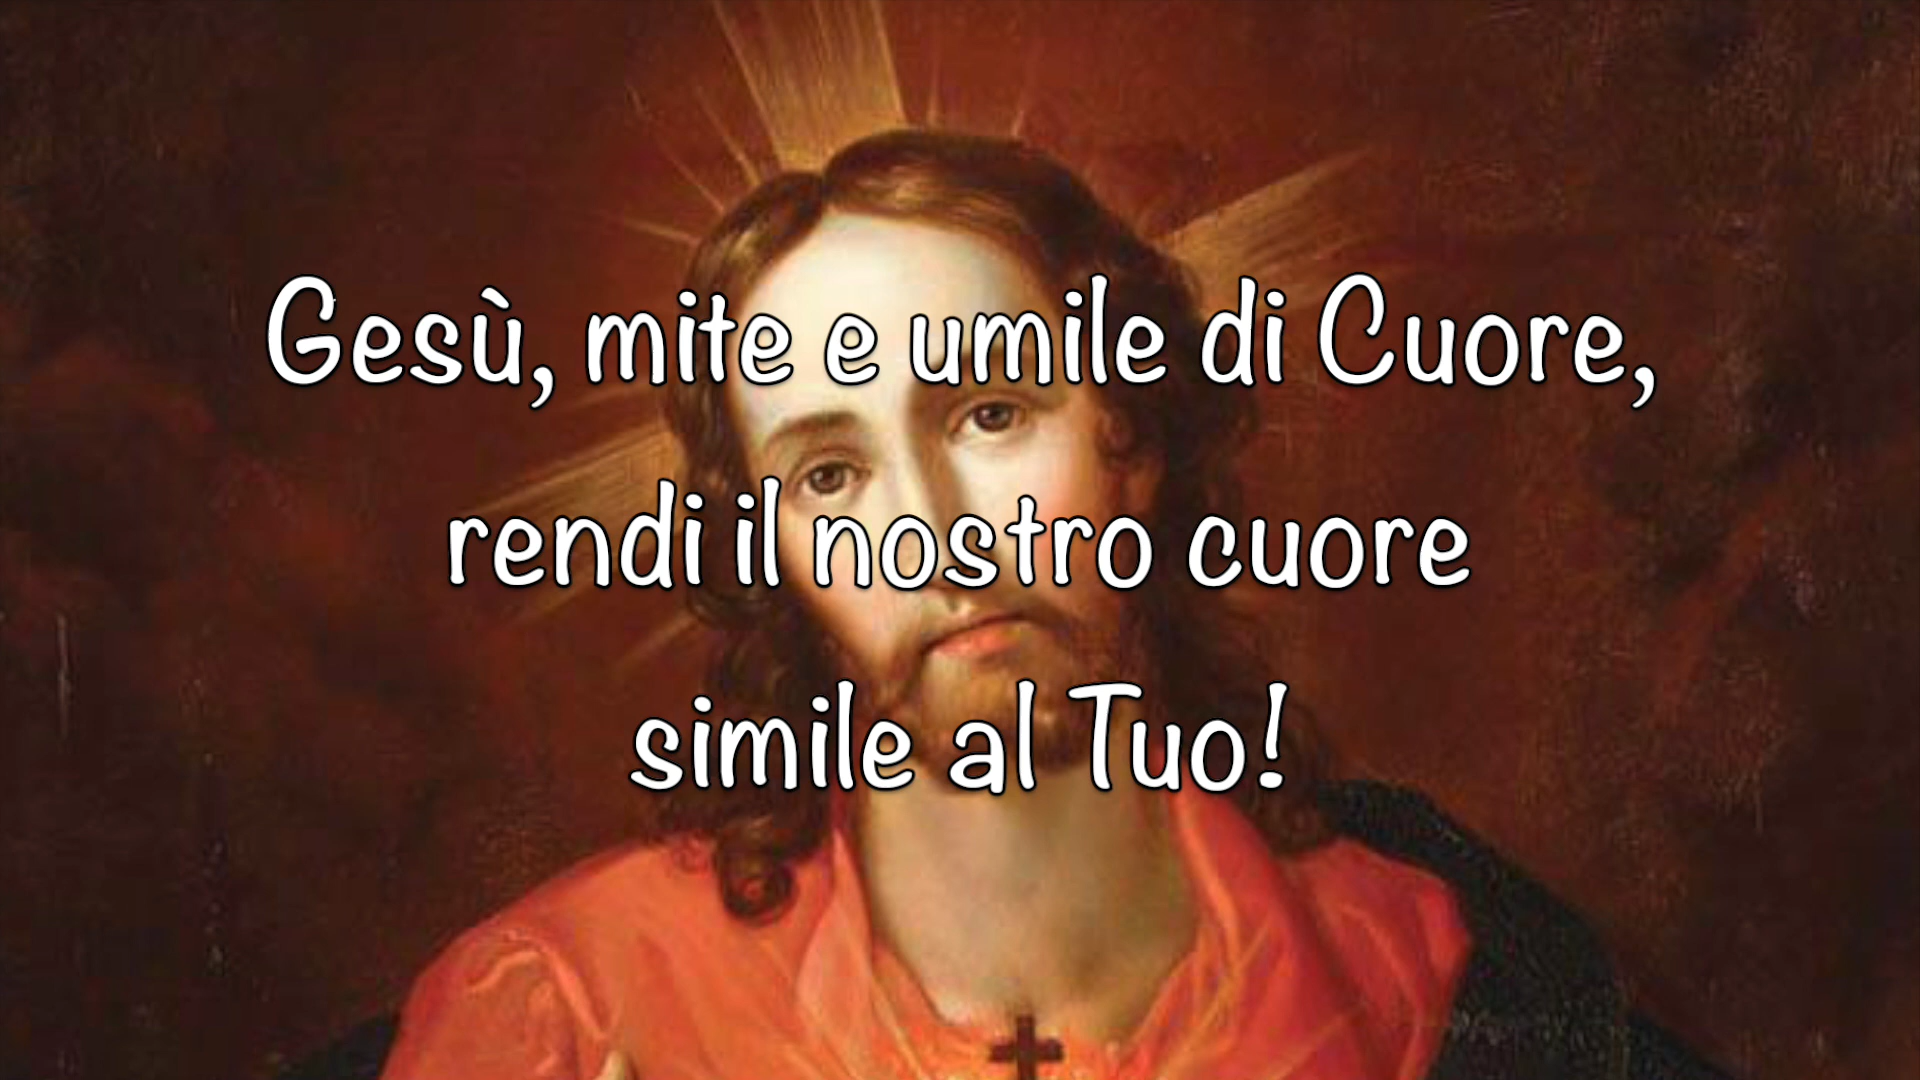 Gesù, mite e umile di Cuore,
rendi il nostro cuore
simile al Tuo!